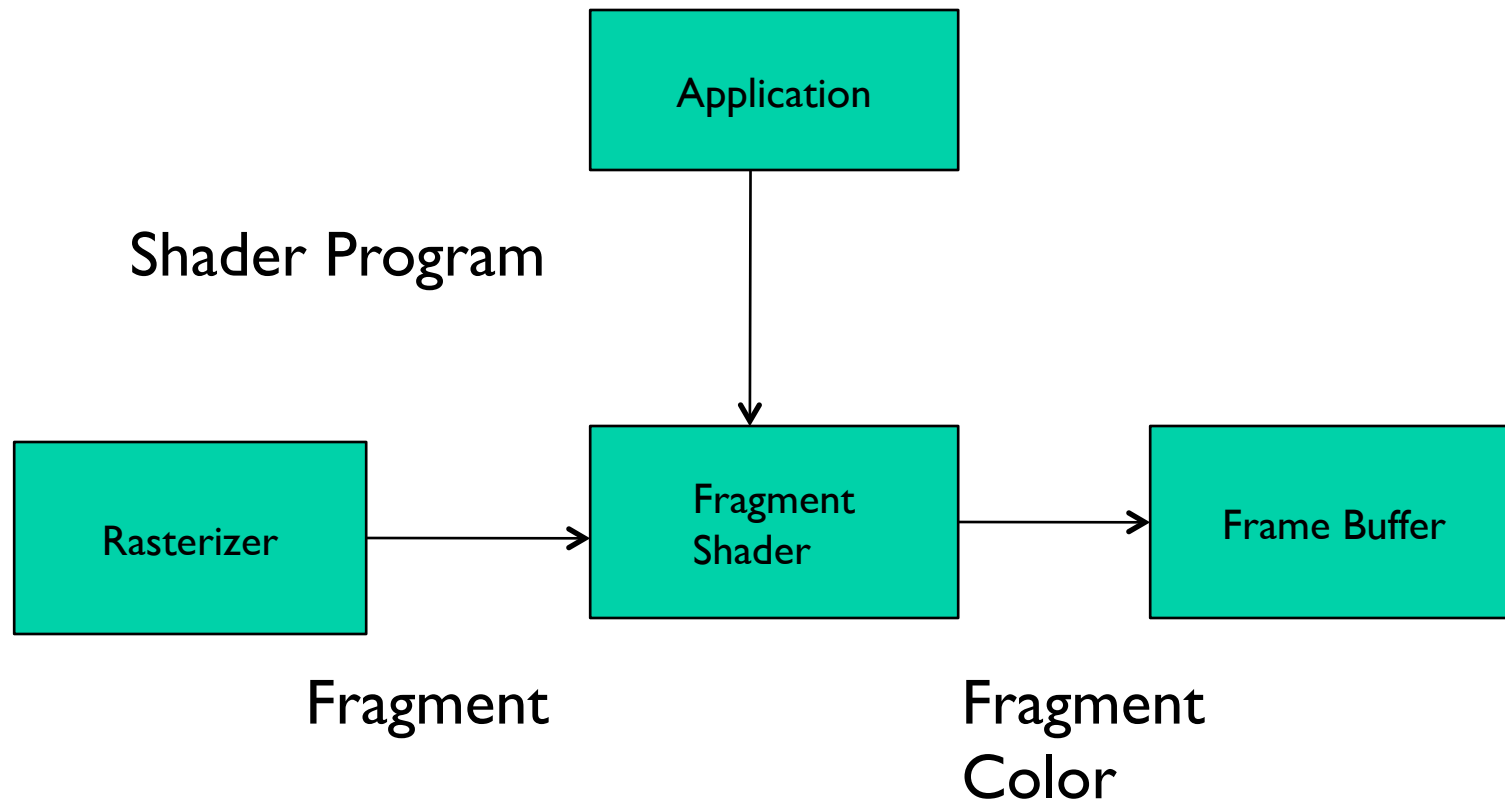 Application
Shader Program
Rasterizer
Fragment
Shader
Frame Buffer
Fragment
Fragment
Color